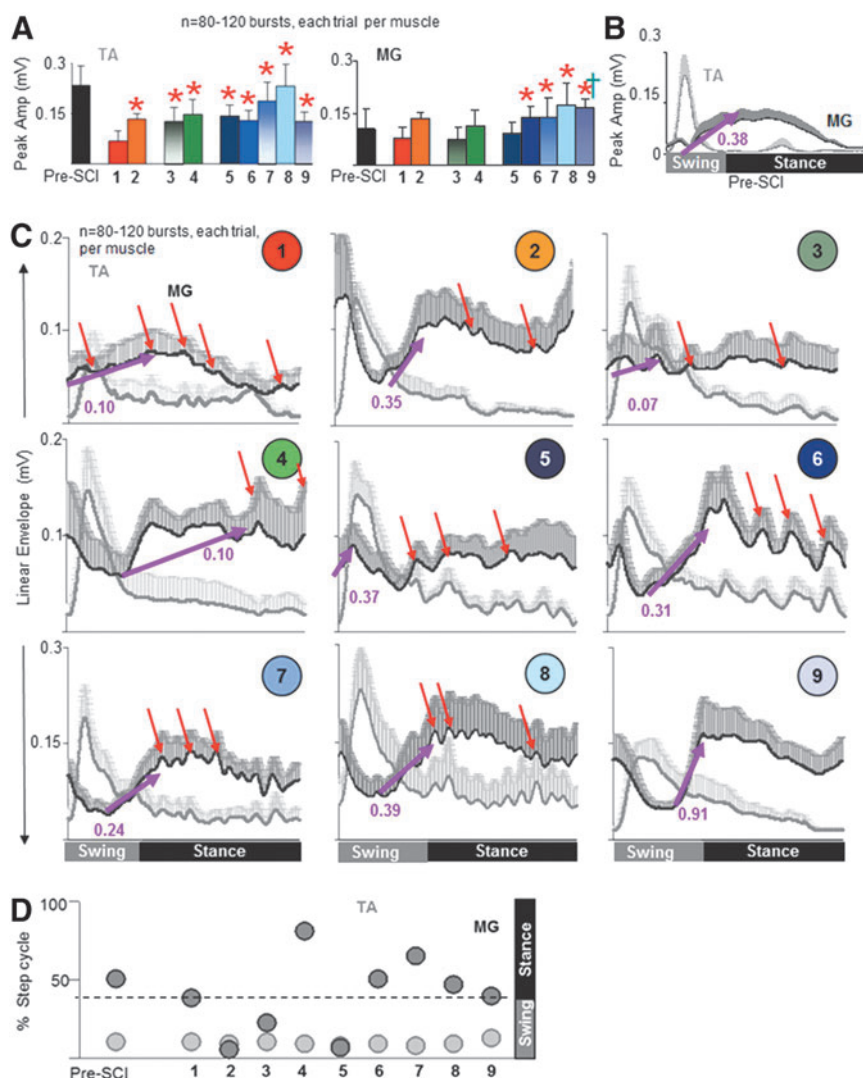 A
n=80-120 bursts, each trial per muscle
Peak Amp (mV)
0.3
0.15
TA
* * * * * * * *
Pre-SCI 1 2 3 4 5 6 7 8 9
Peak Amp (mV)
0.3
0.15
MG
* * * * †
Pre-SCI 1 2 3 4 5 6 7 8 9
B
Peak Amp (mV)
0.3
0.15
0
TA
MG
0.38
Swing Stance
Pre-SCI
C
n=80-120 bursts, each trial,
per muscle
Linear Envelope (mV)
0.2
0.1
TA
MG
1
0.10
2
0.35
3
0.07
0.2
0.1
4
0.10
5
0.37
6
0.31
0.3
0.15
7
0.24
8
0.39
9
0.91
Swing Stance Swing Stance Swing Stance
D
% Step cycle
100
50
TA
MG
Stance
Swing
Pre-SCI 1 2 3 4 5 6 7 8 9